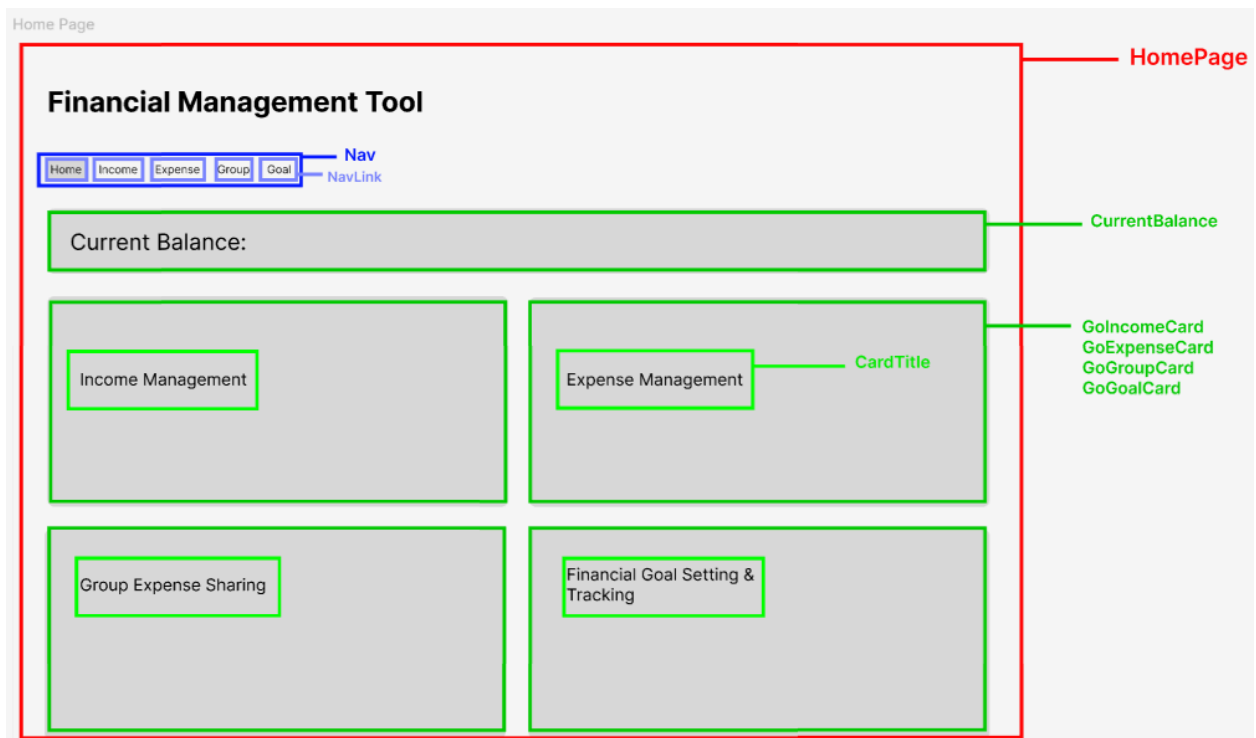 Home Page
HomePage
Financial Management Tool
Nav
Home Income Expense Group Goal
NavLink
CurrentBalance
Current Balance:
GoIncomeCard
GoExpenseCard
GoGroupCard
GoGoalCard
CardTitle
Income Management
Expense Management
Group Expense Sharing
Financial Goal Setting &
Tracking